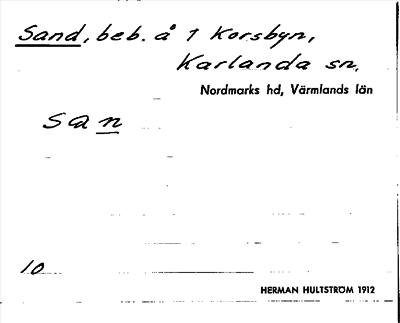 Sand, beb. å 1 Korsbyn,
Karlanda sn.
Nordmarks hd, Värmlands län
san
10
HERMAN HULTSTRÖM 1912